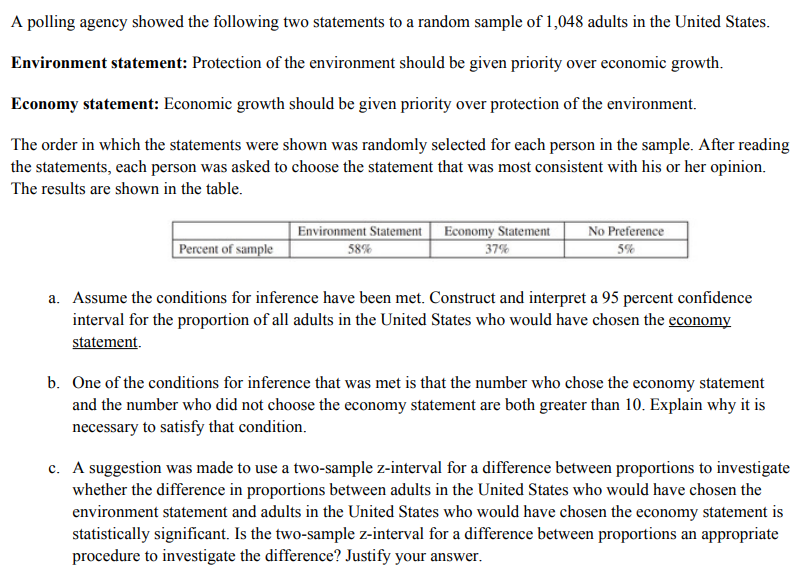 A polling agency showed the following two statements to a random sample of 1,048 adults in the United States.
Environment statement: Protection of the environment should be given priority over economic growth.
Economy statement: Economic growth should be given priority over protection of the environment.
The order in which the statements were shown was randomly selected for each person in the sample. After reading
the statements, each person was asked to choose the statement that was most consistent with his or her opinion.
The results are shown in the table.
Environment Statement Economy Statement No Preference
Percent of sample 58% 37% 5%
a. Assume the conditions for inference have been met. Construct and interpret a 95 percent confidence
interval for the proportion of all adults in the United States who would have chosen the economy
statement.
b. One of the conditions for inference that was met is that the number who chose the economy statement
and the number who did not choose the economy statement are both greater than 10. Explain why it is
necessary to satisfy that condition.
c. A suggestion was made to use a two-sample z-interval for a difference between proportions to investigate
whether the difference in proportions between adults in the United States who would have chosen the
environment statement and adults in the United States who would have chosen the economy statement is
statistically significant. Is the two-sample z-interval for a difference between proportions an appropriate
procedure to investigate the difference? Justify your answer.